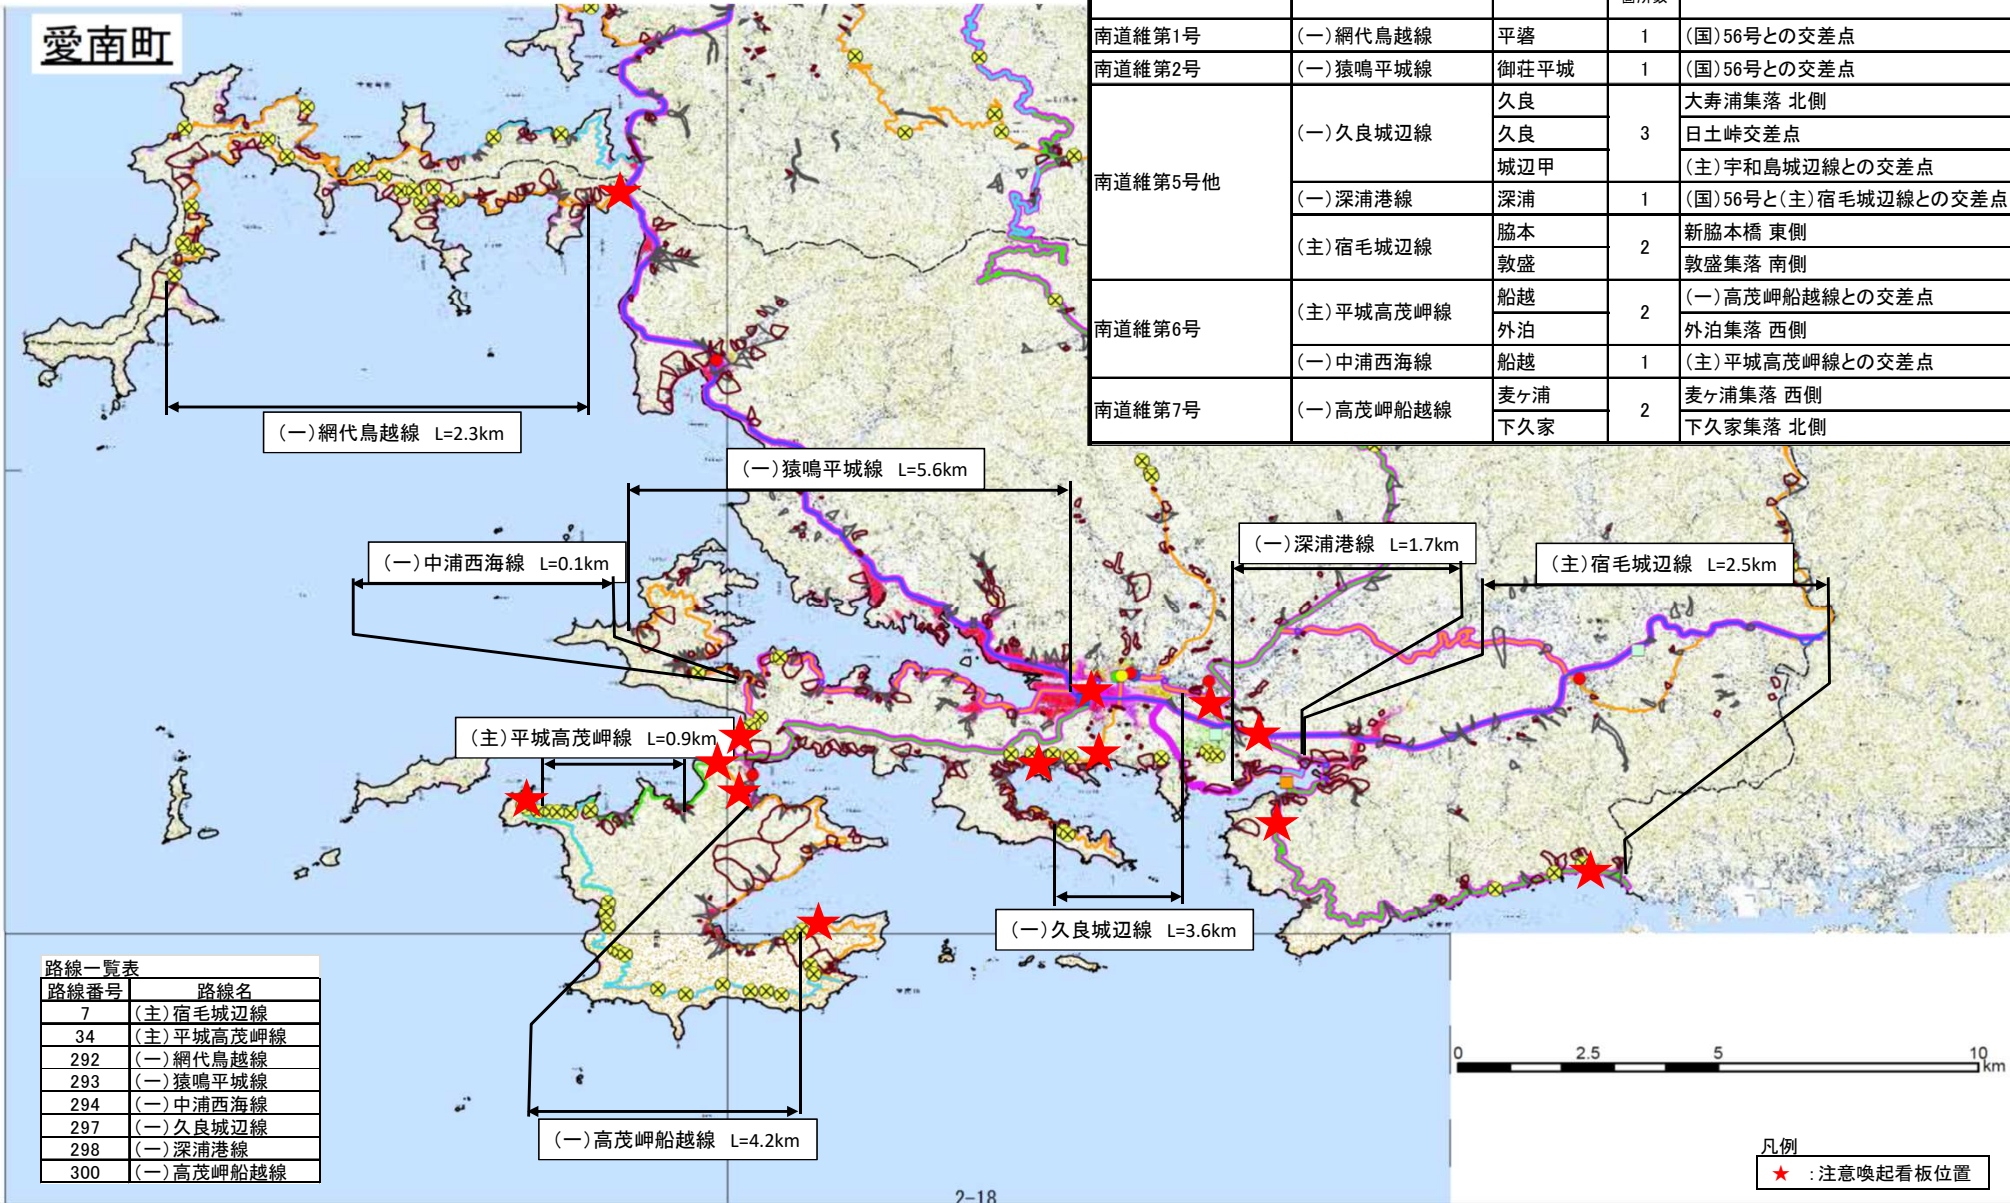 愛南町
南道維第1号 (一)網代鳥越線 平碆 1 (国)56号との交差点
南道維第2号 (一)猿鳴平城線 御荘平城 1 (国)56号との交差点
南道維第5号他 (一)久良城辺線 久良 3 大寿浦集落 北側
久良 日土峠交差点
城辺甲 (主)宇和島城辺線との交差点
(一)深浦港線 深浦 1 (国)56号と(主)宿毛城辺線との交差点
(主)宿毛城辺線 脇本 2 新脇本橋 東側
敦盛 敦盛集落 南側
南道維第6号 (主)平城高茂岬線 船越 2 (一)高茂岬船越線との交差点
外泊 外泊集落 西側
(一)中浦西海線 船越 1 (主)平城高茂岬線との交差点
南道維第7号 (一)高茂岬船越線 麦ヶ浦 2 麦ヶ浦集落 西側
下久家 下久家集落 北側
(一)網代鳥越線 L=2.3km
(一)猿鳴平城線 L=5.6km
(一)中浦西海線 L=0.1km
(一)深浦港線 L=1.7km
(主)宿毛城辺線 L=2.5km
(主)平城高茂岬線 L=0.9km
(一)久良城辺線 L=3.6km
(一)高茂岬船越線 L=4.2km
路線一覧表
路線番号 路線名
7 (主)宿毛城辺線
34 (主)平城高茂岬線
292 (一)網代鳥越線
293 (一)猿鳴平城線
294 (一)中浦西海線
297 (一)久良城辺線
298 (一)深浦港線
300 (一)高茂岬船越線
0 2.5 5 10 km
凡例
★ :注意喚起看板位置
2-18